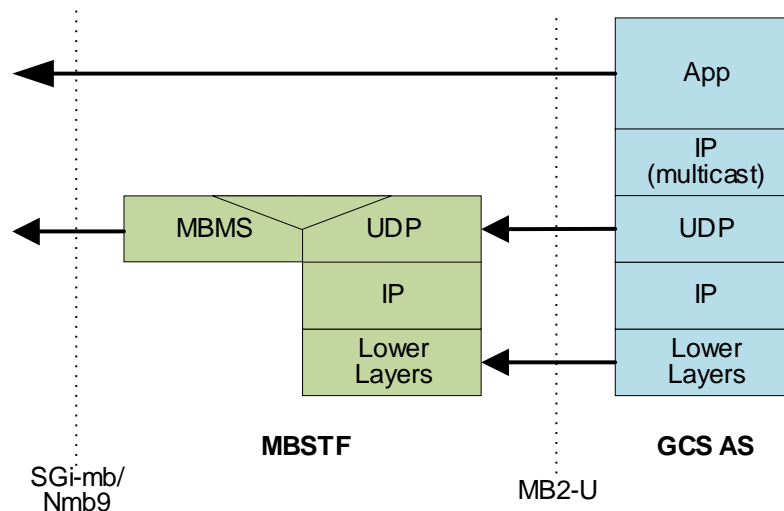 App
IP
(multicast)
MBMS
UDP
UDP
IP
IP
Lower
Layers
Lower
Layers
MBSTF
GCS AS
SGi-mb/
Nmb9
MB2-U